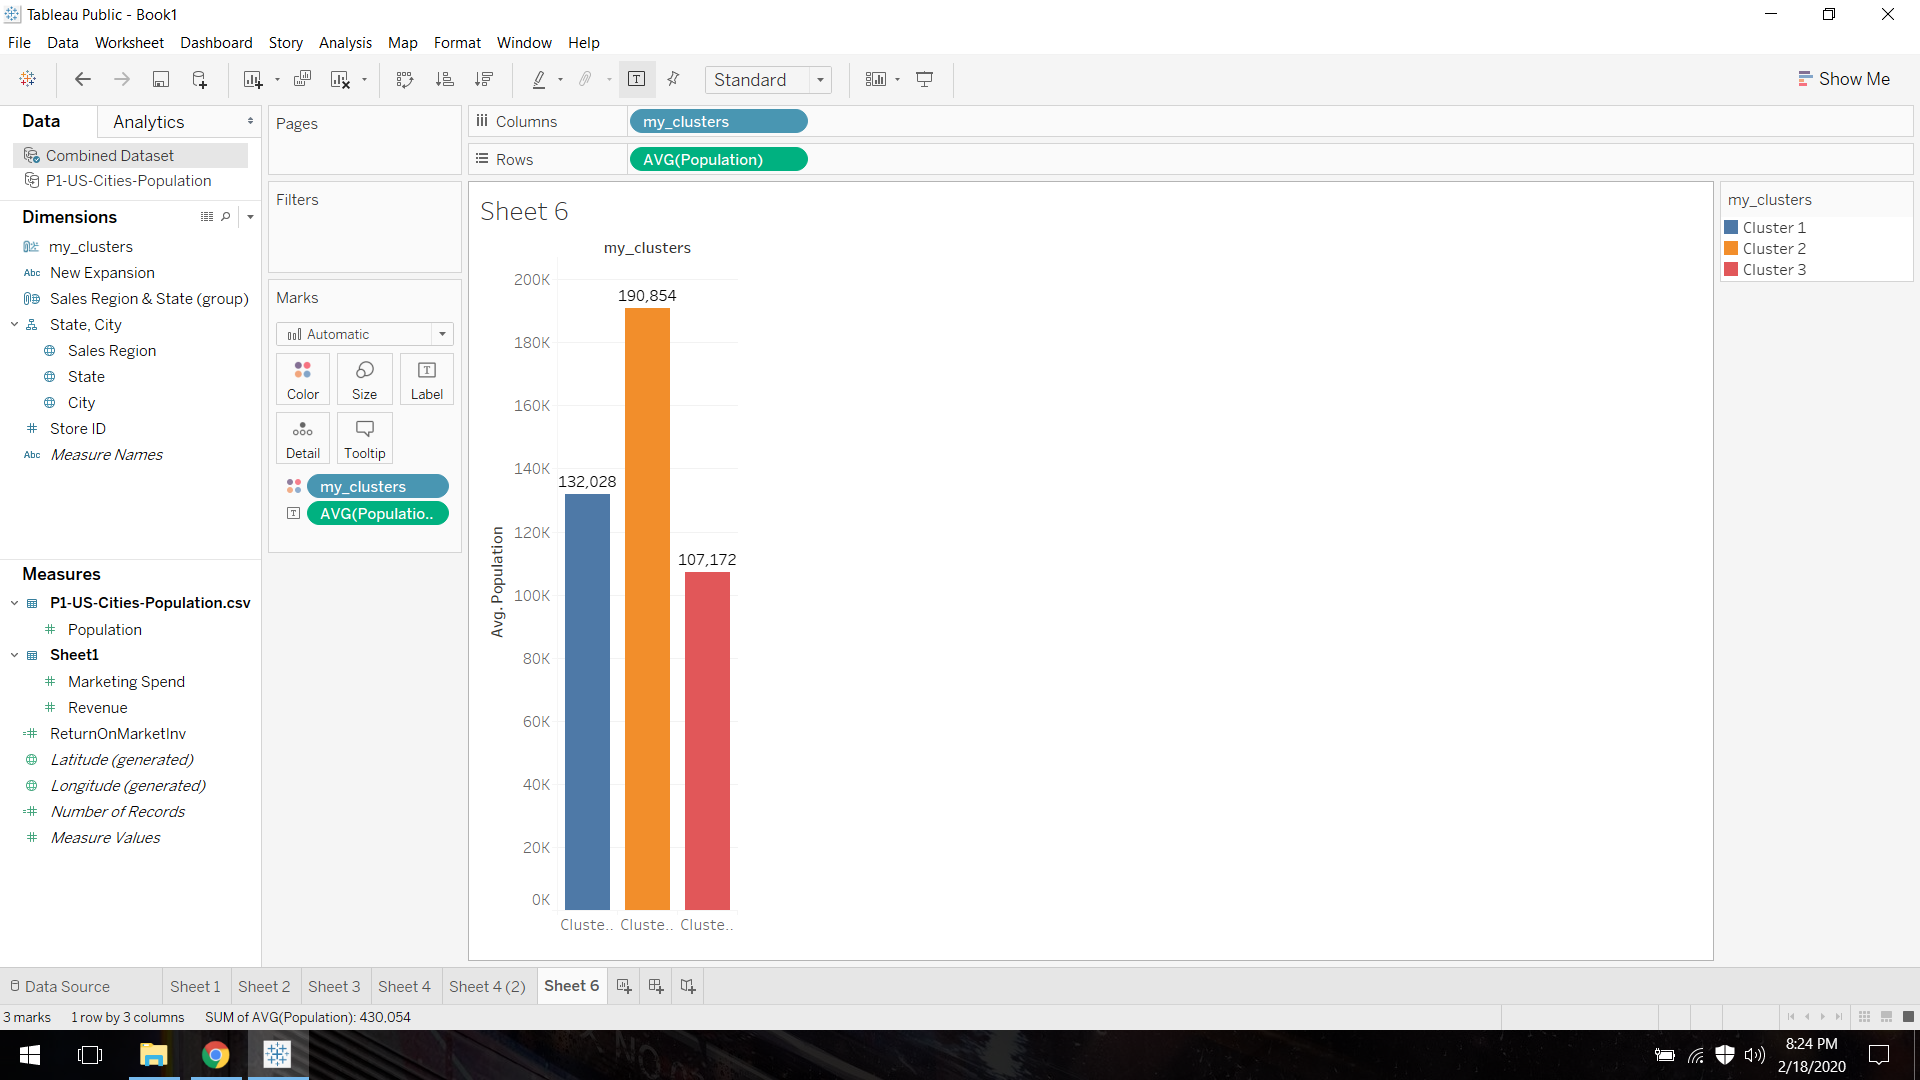 Tableau Public - Book1
File Data Worksheet Dashboard Story Analysis Map Format Window Help
Standard
Show Me
Data Analytics
Combined Dataset
P1-US-Cities-Population
Dimensions
my_clusters
Abc New Expansion
Sales Region & State (group)
State, City
Sales Region
State
City
Store ID
Abc Measure Names
Measures
P1-US-Cities-Population.csv
Population
Sheet1
Marketing Spend
Revenue
ReturnOnMarketInv
Latitude (generated)
Longitude (generated)
Number of Records
Measure Values
Pages
Filters
Marks
Automatic
Color Size Label
Detail Tooltip
my_clusters
AVG(Populatio..
Columns my_clusters
Rows AVG(Population)
Sheet 6
my_clusters
200K
180K
160K
140K
120K
100K
80K
60K
40K
20K
0K
Avg. Population
132,028
190,854
107,172
Cluste.. Cluste.. Cluste..
my_clusters
Cluster 1
Cluster 2
Cluster 3
Data Source Sheet 1 Sheet 2 Sheet 3 Sheet 4 Sheet 4 (2) Sheet 6
3 marks 1 row by 3 columns SUM of AVG(Population): 430,054
8:24 PM
2/18/2020